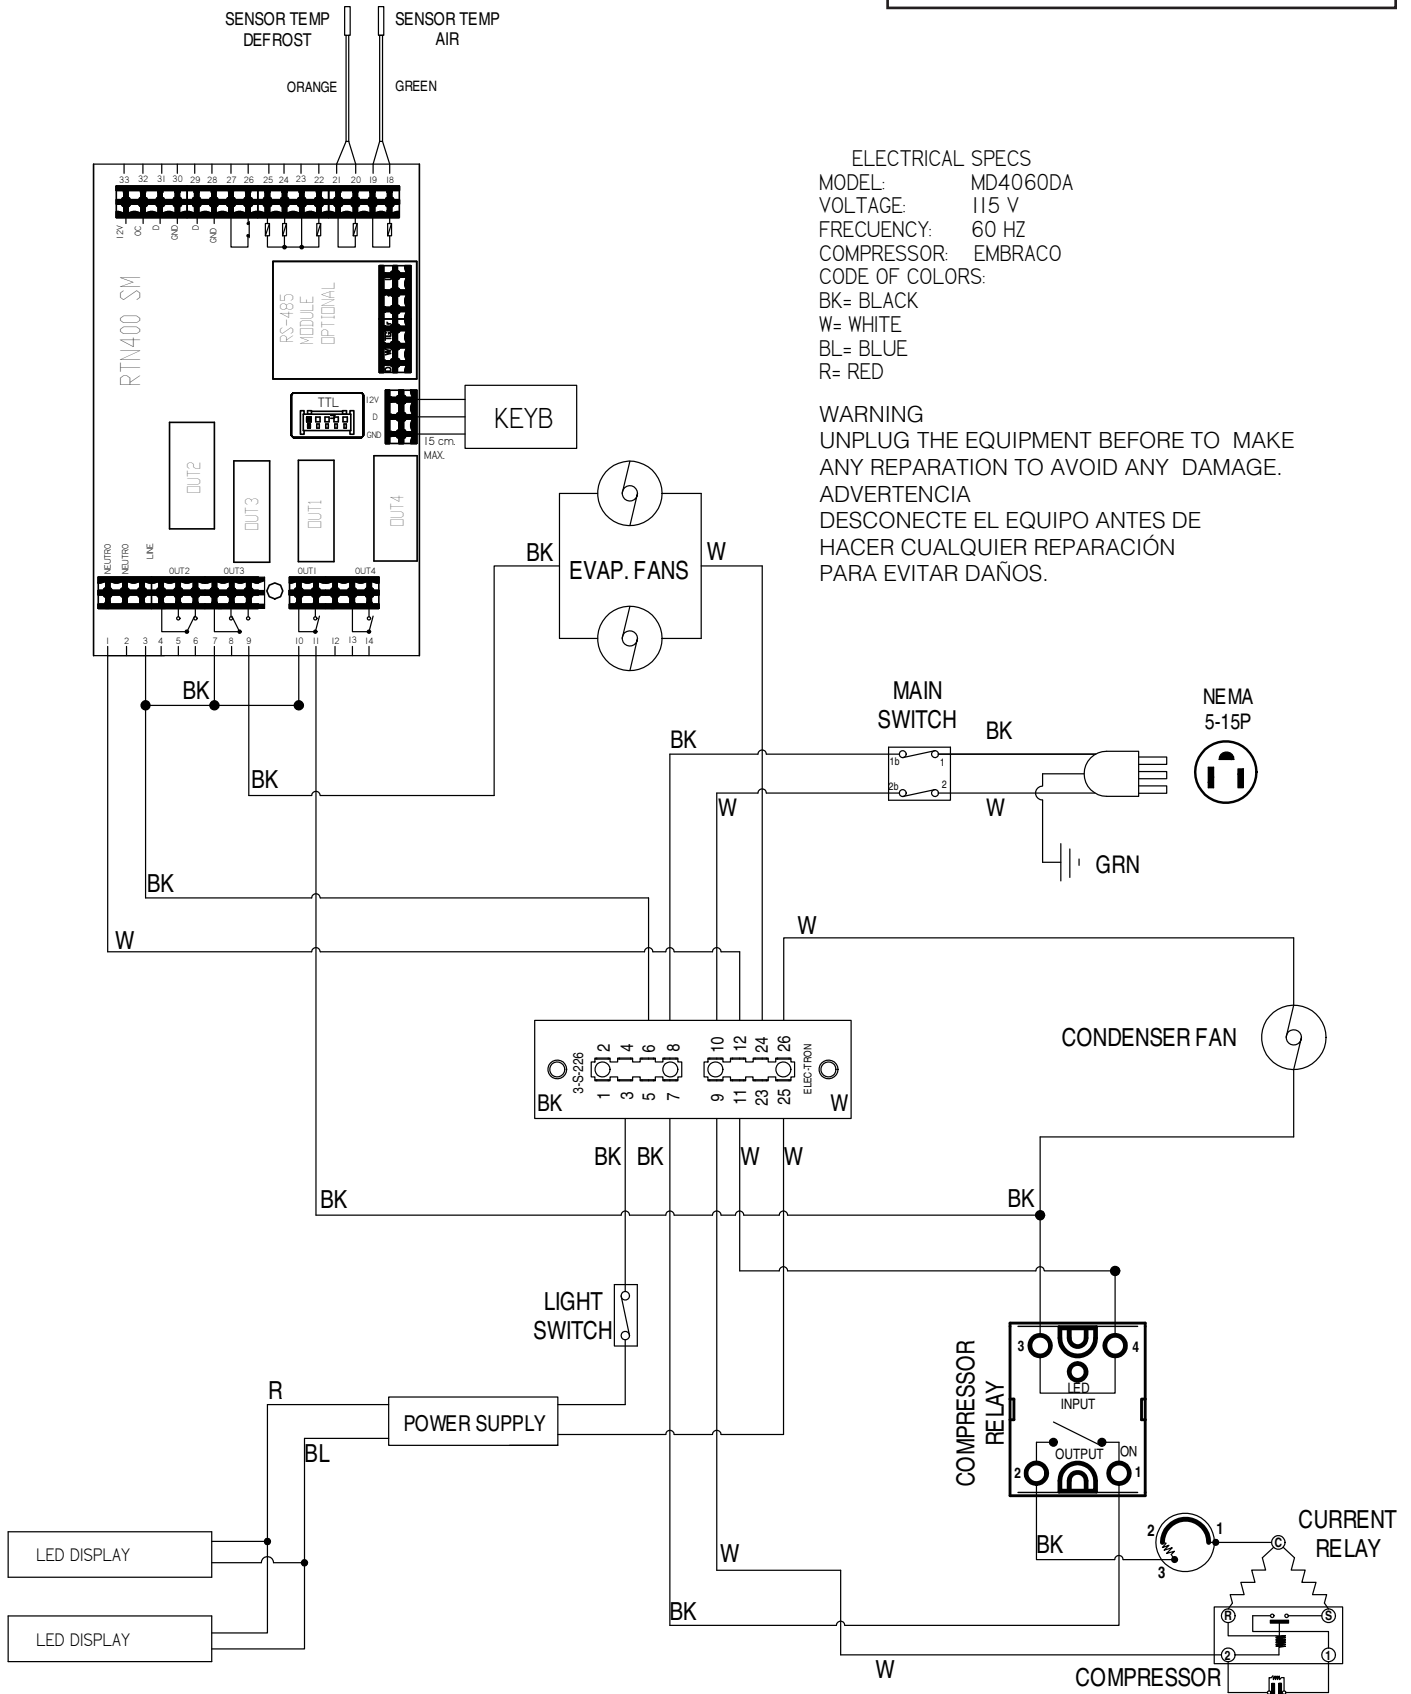 SENSOR TEMP
DEFROST
SENSOR TEMP
AIR
ORANGE
GREEN
33 32 31 30 29 28 27 26 25 24 23 22 21 20 19 18
12V OC D GND D GND
RTN400 SM
RS-485
MODULE
OPTIONAL
TTL
12V
D
GND
15 cm.
MAX.
KEYB
OUT2
OUT3
OUT1
OUT4
NEUTRO
NEUTRO
LINE
OUT2 OUT3 OUT1 OUT4
1 2 3 4 5 6 7 8 9 10 11 12 13 14
ELECTRICAL SPECS
MODEL: MD4060DA
VOLTAGE: 115 V
FRECUENCY: 60 HZ
COMPRESSOR: EMBRACO
CODE OF COLORS:
BK= BLACK
W= WHITE
BL= BLUE
R= RED
WARNING
UNPLUG THE EQUIPMENT BEFORE TO MAKE
ANY REPARATION TO AVOID ANY DAMAGE.
ADVERTENCIA
DESCONECTE EL EQUIPO ANTES DE
HACER CUALQUIER REPARACIÓN
PARA EVITAR DAÑOS.
BK
EVAP. FANS
W
BK
BK
MAIN
SWITCH
1b 1
2b 2
BK
W
BK
W
NEMA
5-15P
GRN
BK
W
W
CONDENSER FAN
3-S-226
2 4 6 8 10 12 24 26
1 3 5 7 9 11 23 25
ELEC-TRON
BK
W
BK BK W W
BK
BK
LIGHT
SWITCH
POWER SUPPLY
R
BL
LED DISPLAY
LED DISPLAY
COMPRESSOR
RELAY
3 4
LED
INPUT
OUTPUT ON
2 1
BK
2 1
3
CURRENT
RELAY
C
R S
2 1
W
BK
W
COMPRESSOR